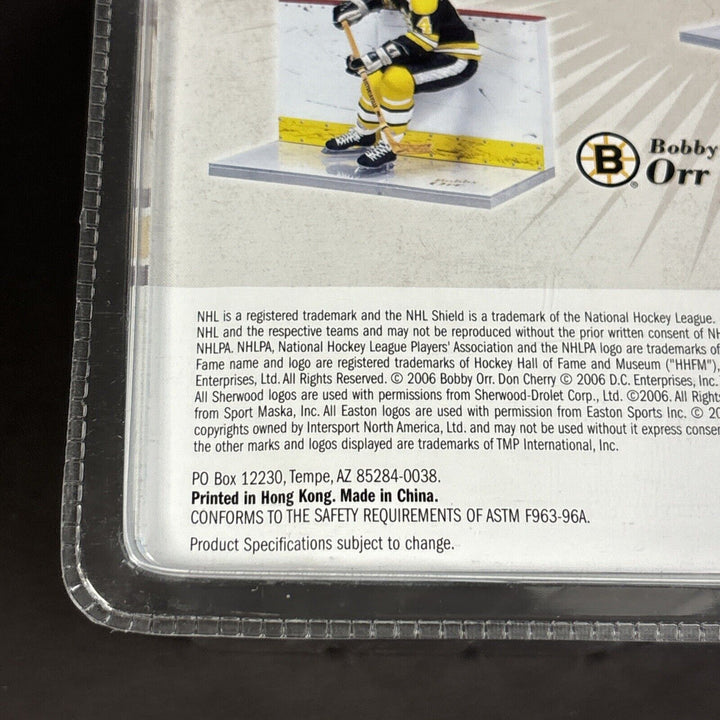 4
B
Bobby
Orr
NHL is a registered trademark and the NHL Shield is a trademark of the National Hockey League.
NHL and the respective teams and may not be reproduced without the prior written consent of
NHLPA. NHLPA, National Hockey League Players' Association and the NHLPA logo are trademarks of
Fame name and logo are registered trademarks of Hockey Hall of Fame and Museum ("HHFM"),
Enterprises, Ltd. All Rights Reserved. © 2006 Bobby Orr. Don Cherry © 2006 D.C. Enterprises, Inc.
All Sherwood logos are used with permissions from Sherwood-Drolet Corp., Ltd. ©2006. All Rights
from Sport Maska, Inc. All Easton logos are used with permission from Easton Sports Inc. ©
copyrights owned by Intersport North America, Ltd. and may not be used without it express
the other marks and logos displayed are trademarks of TMP International, Inc.
PO Box 12230, Tempe, AZ 85284-0038.
Printed in Hong Kong. Made in China.
CONFORMS TO THE SAFETY REQUIREMENTS OF ASTM F963-96A.
Product Specifications subject to change.